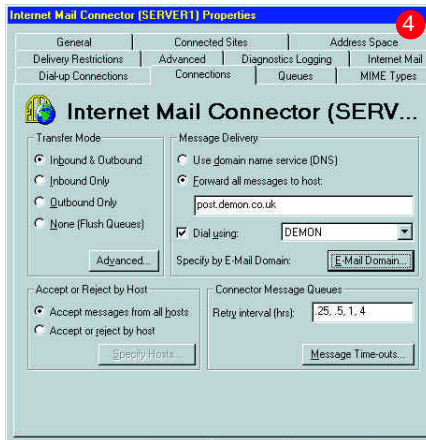 Internet Mail Connector (SERVER1) Properties
4
General Connected Sites Address Space
Delivery Restrictions Advanced Diagnostics Logging Internet Mail
Dial-up Connections Connections Queues MIME Types
Internet Mail Connector (SERV...
Transfer Mode
Inbound & Outbound
Inbound Only
Outbound Only
None (Flush Queues)
Advanced...
Message Delivery
Use domain name service (DNS)
Forward all messages to host:
post.demon.co.uk
Dial using: DEMON
Specify by E-Mail Domain: E-Mail Domain...
Accept or Reject by Host
Accept messages from all hosts
Accept or reject by host
Specify Hosts...
Connector Message Queues
Retry interval (hrs): .25, .5, 1, 4
Message Time-outs...